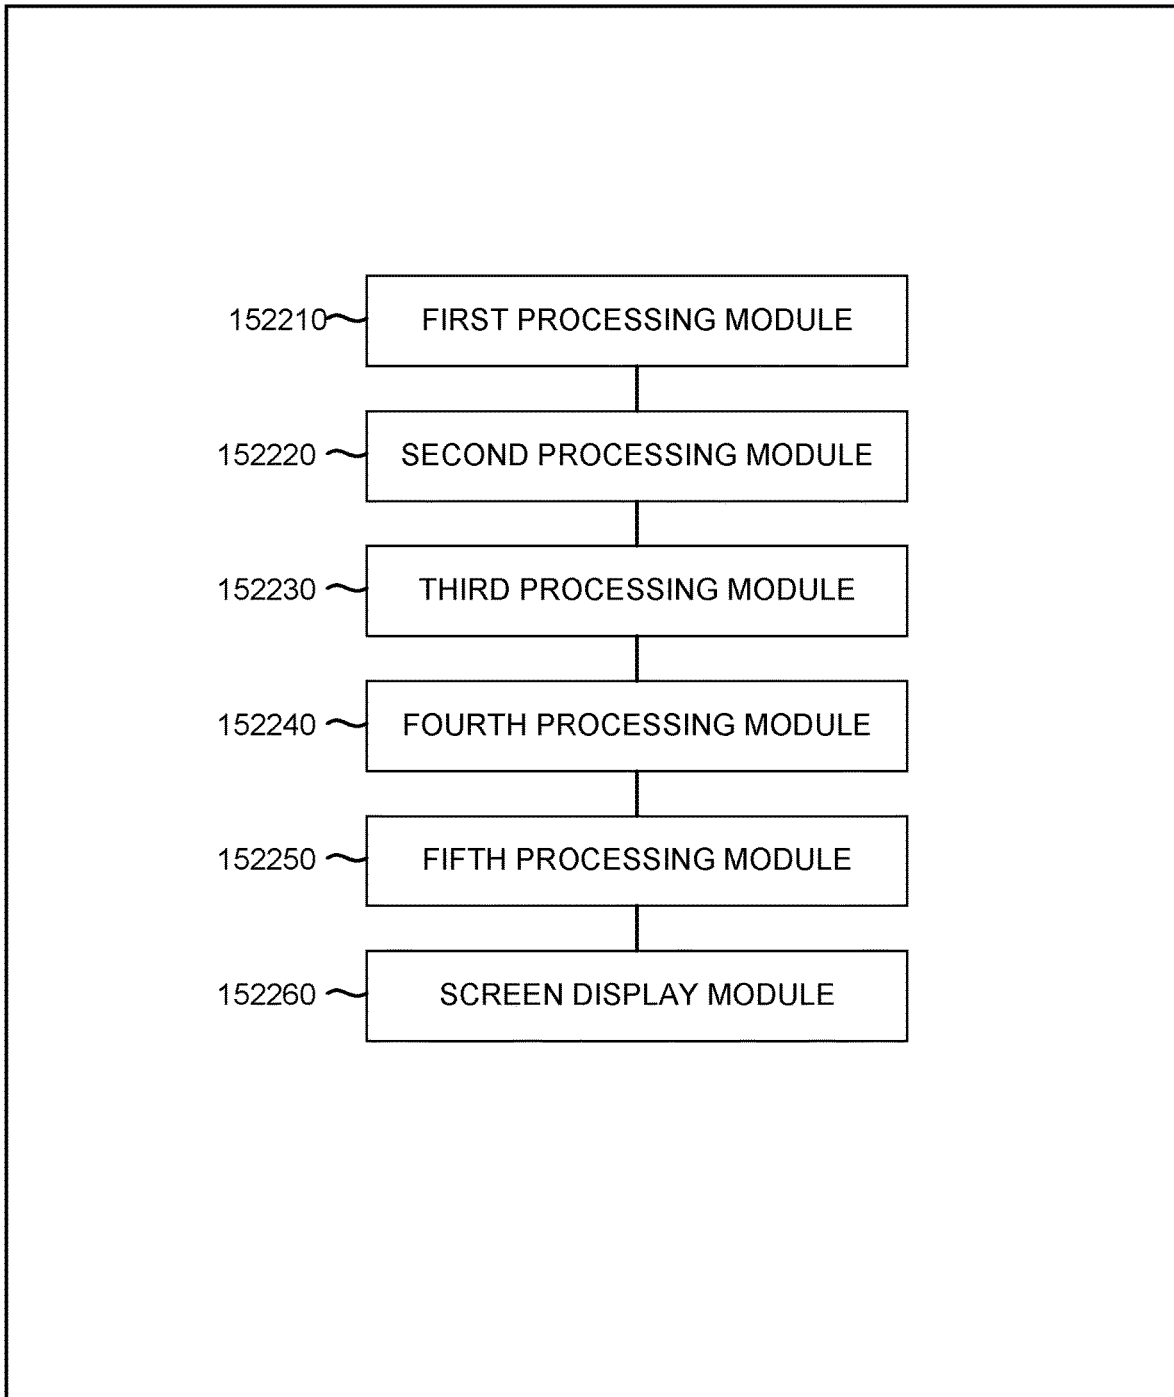 152210 FIRST PROCESSING MODULE
152220 SECOND PROCESSING MODULE
152230 THIRD PROCESSING MODULE
152240 FOURTH PROCESSING MODULE
152250 FIFTH PROCESSING MODULE
152260 SCREEN DISPLAY MODULE